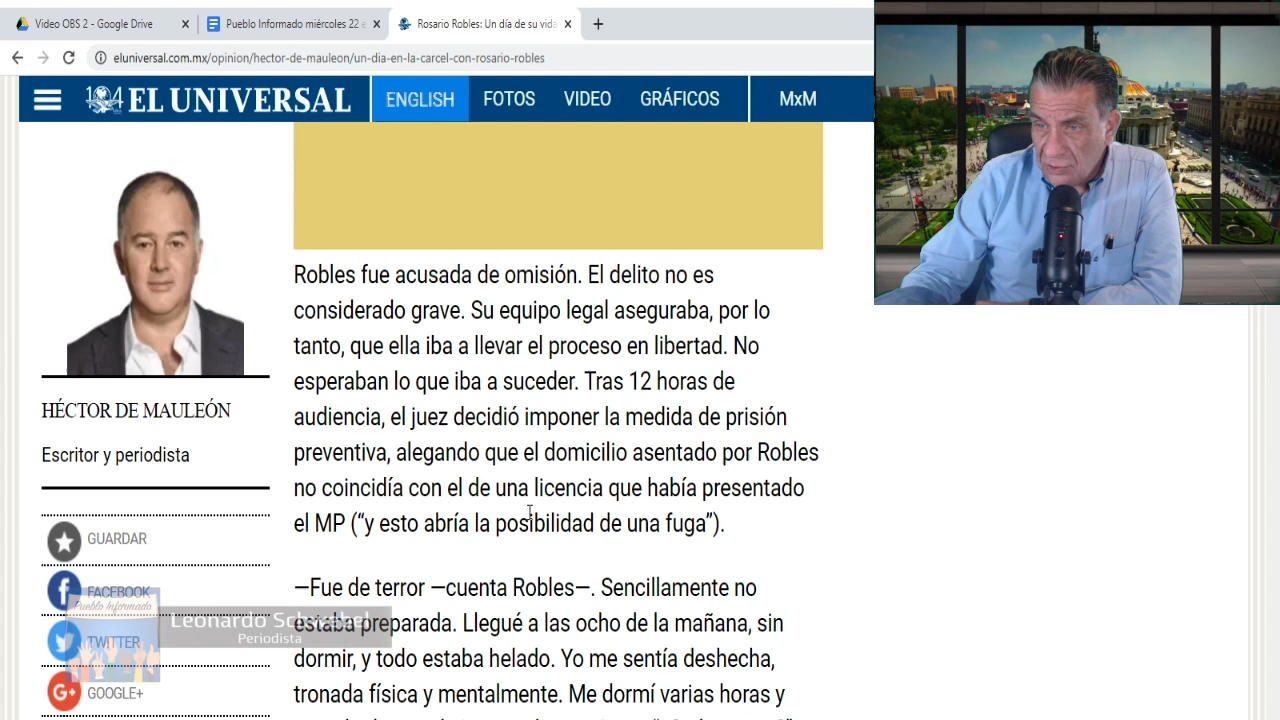 Video OBS 2 - Google Drive
Pueblo Informado miércoles 22 e
Rosario Robles: Un día de su vida
eluniversal.com.mx/opinion/hector-de-mauleon/un-dia-en-la-carcel-con-rosario-robles
EL UNIVERSAL
ENGLISH
FOTOS
VIDEO
GRÁFICOS
MxM
Robles fue acusada de omisión. El delito no es
considerado grave. Su equipo legal aseguraba, por lo
tanto, que ella iba a llevar el proceso en libertad. No
esperaban lo que iba a suceder. Tras 12 horas de
audiencia, el juez decidió imponer la medida de prisión
preventiva, alegando que el domicilio asentado por Robles
no coincidía con el de una licencia que había presentado
el MP (“y esto abría la posibilidad de una fuga”).
—Fue de terror —cuenta Robles—. Sencillamente no
estaba preparada. Llegué a las ocho de la mañana, sin
dormir, y todo estaba helado. Yo me sentía deshecha,
tronada física y mentalmente. Me dormí varias horas y
HÉCTOR DE MAULEÓN
Escritor y periodista
GUARDAR
FACEBOOK
TWITTER
GOOGLE+
Pueblo Informado
Leonardo Schwebel
Periodista